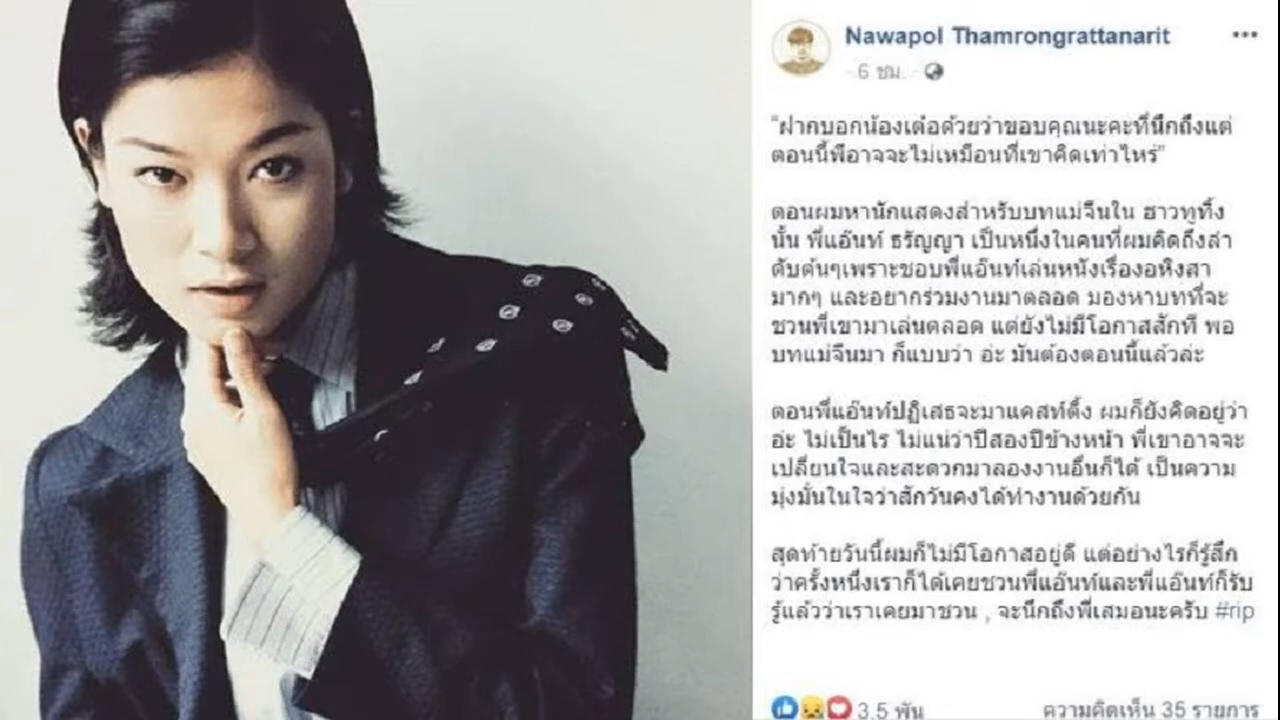 Nawapol Thamrongrattanarit
6 ชม.
“ฝากบอกน้องเต๋อด้วยว่าขอบคุณนะคะที่นึกถึงแต่
ตอนนี้พี่อาจจะไม่เหมือนที่เขาคิดเท่าไหร่”
ตอนผมหานักแสดงสำหรับบทแม่จีนใน ฮาวทูทิ้ง
นั้น พี่แอ๊นท์ ธรัญญา เป็นหนึ่งในคนที่ผมคิดถึงลำ
ดับต้นๆเพราะชอบพี่แอ๊นท์เล่นหนังเรื่องอหิงสา
มากๆ และอยากร่วมงานมาตลอด มองหาบทที่จะ
ชวนพี่เขามาเล่นตลอด แต่ยังไม่มีโอกาสสักที พอ
บทแม่จีนมา ก็แบบว่า อ่ะ มันต้องตอนนี้แล้วล่ะ
ตอนพี่แอ๊นท์ปฏิเสธจะมาแคสท์ติ้ง ผมก็ยังคิดอยู่ว่า
อ่ะ ไม่เป็นไร ไม่แน่ว่าปีสองปีข้างหน้า พี่เขาอาจจะ
เปลี่ยนใจและสะดวกมาลองงานอื่นก็ได้ เป็นความ
มุ่งมั่นในใจว่าสักวันคงได้ทำงานด้วยกัน
สุดท้ายวันนี้ผมก็ไม่มีโอกาสอยู่ดี แต่อย่างไรก็รู้สึก
ว่าครั้งหนึ่งเราก็ได้เคยชวนพี่แอ๊นท์และพี่แอ๊นท์ก็รับ
รู้แล้วว่าเราเคยมาชวน , จะนึกถึงพี่เสมอนะครับ #rip
3.5 พัน
ความคิดเห็น 35 รายการ